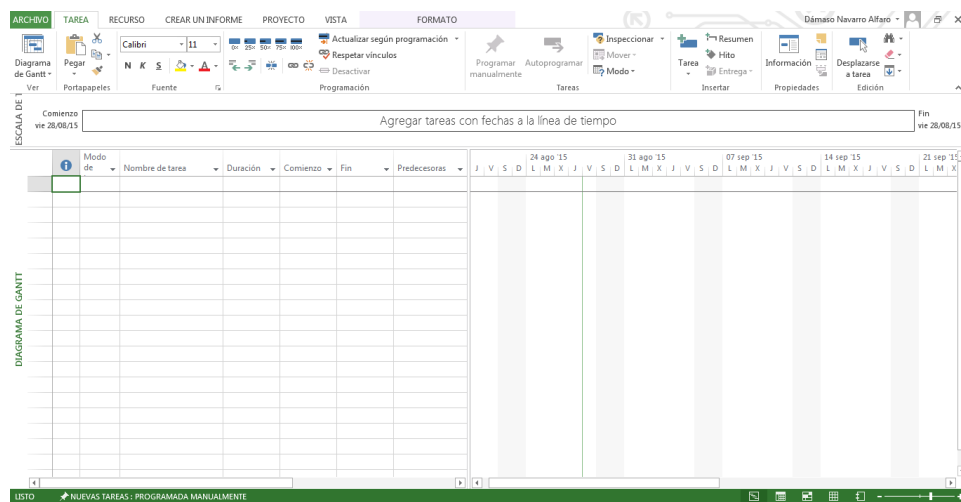 ARCHIVO TAREA RECURSO CREAR UN INFORME PROYECTO VISTA FORMATO Dámaso Navarro Alfaro
Diagrama de Gantt
Pegar
Calibri 11
N K S A
0% 25% 50% 75% 100%
Actualizar según programación
Respetar vínculos
Desactivar
Programar manualmente
Autoprogramar
Inspeccionar
Mover
Modo
Tarea
Resumen
Hito
Entrega
Información
Desplazarse a tarea
Ver Portapapeles Fuente Programación Tareas Insertar Propiedades Edición
ESCALA DE T
Comienzo
vie 28/08/15
Agregar tareas con fechas a la línea de tiempo
Fin
vie 28/08/15
Modo de
Nombre de tarea Duración Comienzo Fin Predecesoras
24 ago '15 31 ago '15 07 sep '15 14 sep '15 21 sep '15
J V S D L M X J V S D L M X J V S D L M X J V S D L M X J V S D L M X
DIAGRAMA DE GANTT
LISTO NUEVAS TAREAS : PROGRAMADA MANUALMENTE